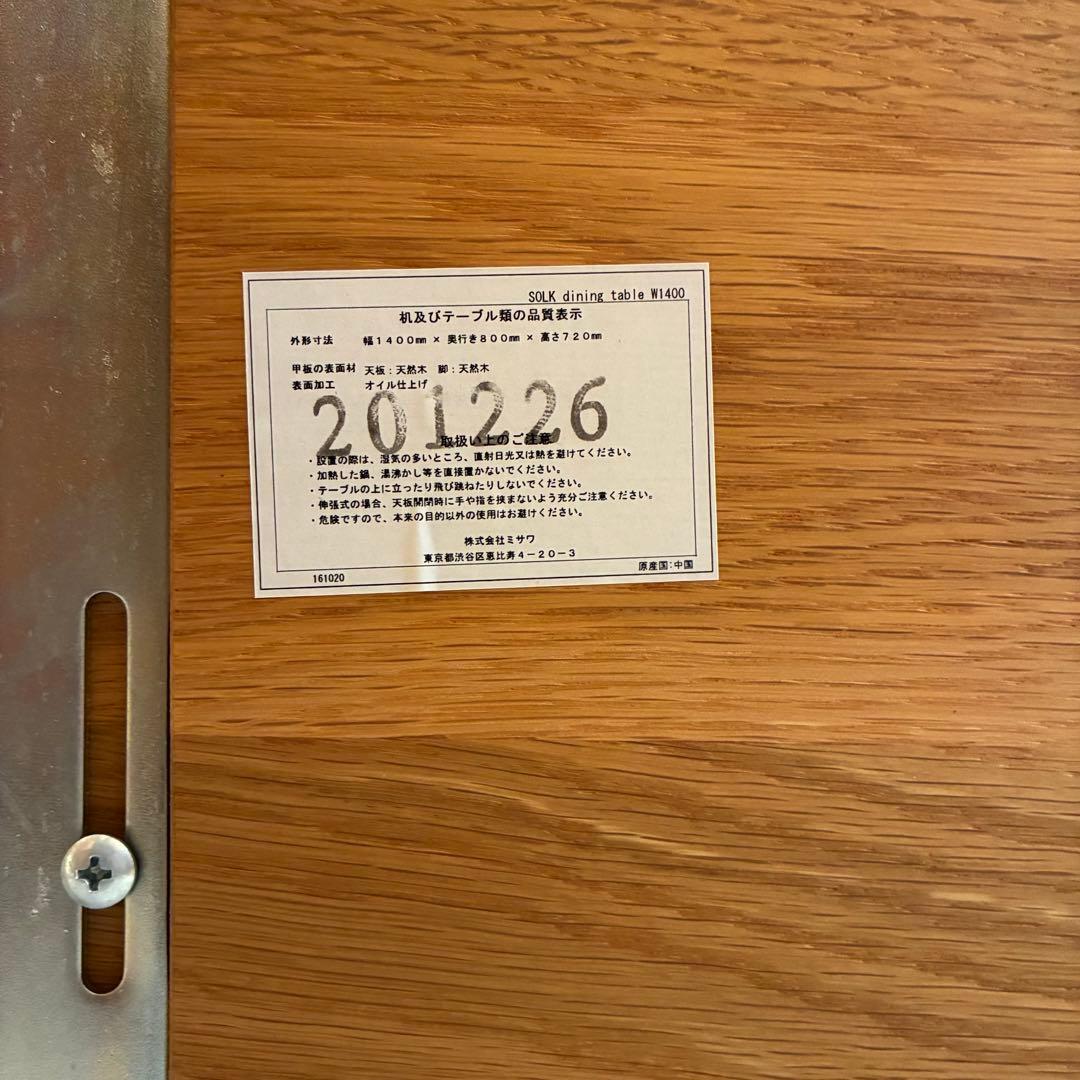 SOLK dining table W1400
机及びテーブル類の品質表示
外形寸法 幅１４００㎜ × 奥行き８００㎜ × 高さ７２０㎜
甲板の表面材 天板：天然木 脚：天然木
表面加工 オイル仕上げ
201226
取扱い上のご注意
・設置の際は、湿気の多いところ、直射日光又は熱を避けてください。
・加熱した鍋、湯沸かし等を直接置かないでください。
・テーブルの上に立ったり飛び跳ねたりしないでください。
・伸張式の場合、天板開閉時に手や指を挟まないよう充分ご注意ください。
・危険ですので、本来の目的以外の使用はお避けください。
株式会社ミサワ
東京都渋谷区恵比寿４－２０－３
原産国：中国
161020